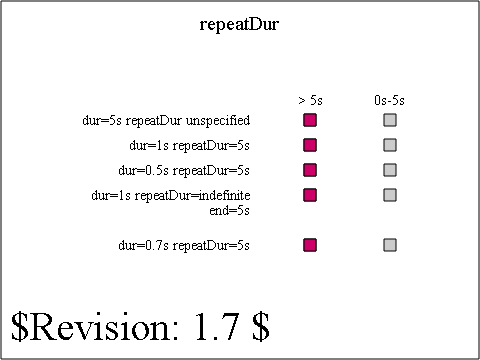 repeatDur
> 5s 0s-5s
dur=5s repeatDur unspecified
dur=1s repeatDur=5s
dur=0.5s repeatDur=5s
dur=1s repeatDur=indefinite
end=5s
dur=0.7s repeatDur=5s
$Revision: 1.7 $